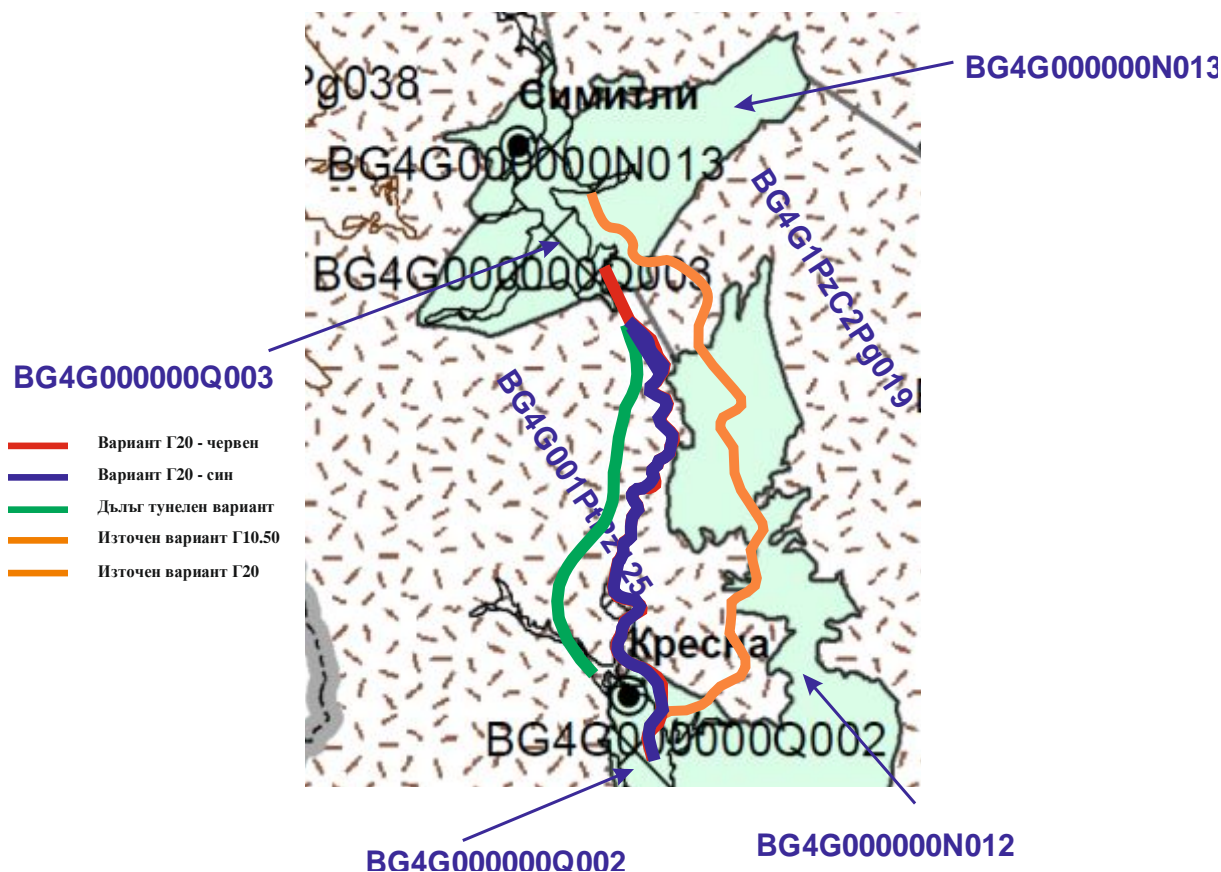 BG4G000000N013
Pg038
Симитли
BG4G000000N013
BG4G1PzC2Pg019
BG4G000000Q003
BG4G000000Q003
Вариант Г20 - червен
Вариант Г20 - син
Дълъг тунелен вариант
Източен вариант Г10.50
Източен вариант Г20
Кресна
BG4G000000Q002
BG4G000000Q002
BG4G000000N012